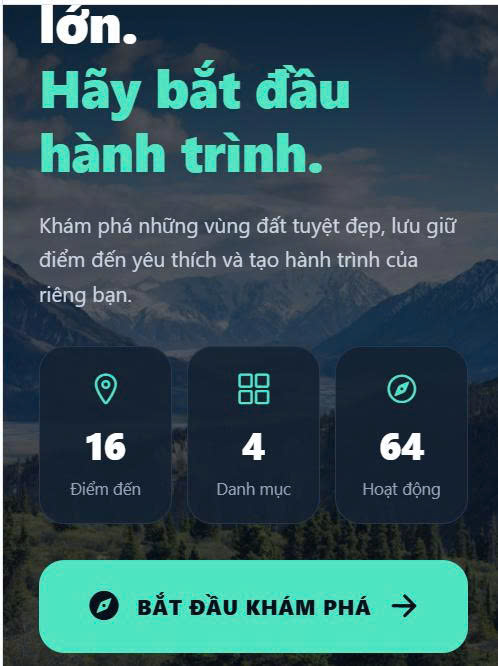 lớn.
Hãy bắt đầu
hành trình.
Khám phá những vùng đất tuyệt đẹp, lưu giữ
điểm đến yêu thích và tạo hành trình của
riêng bạn.
16 4 64
Điểm đến Danh mục Hoạt động
BẮT ĐẦU KHÁM PHÁ